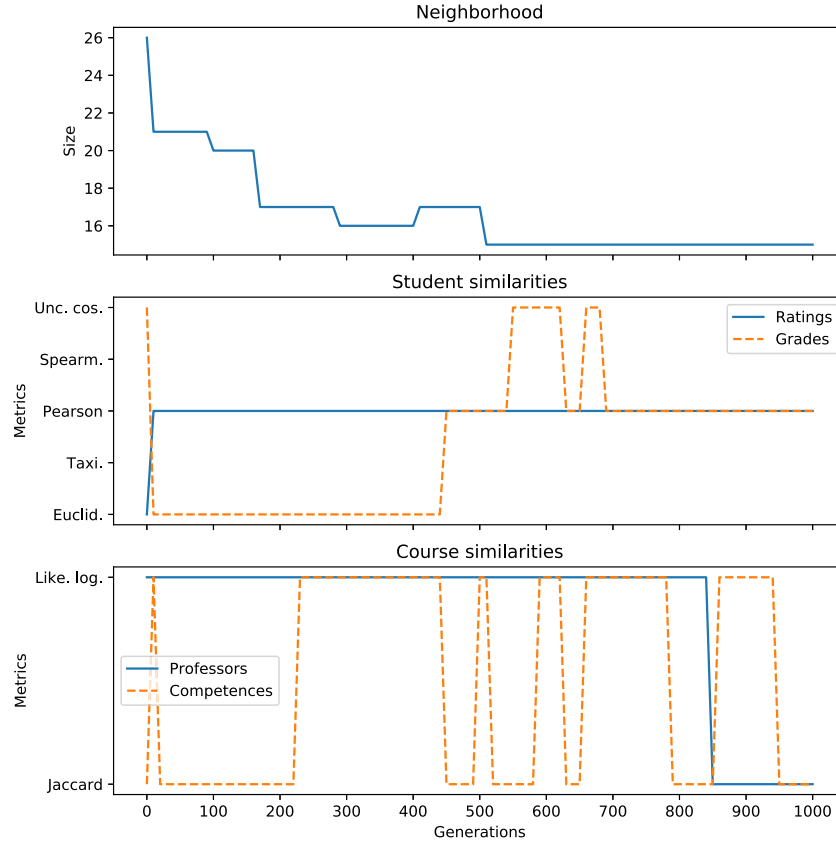 Neighborhood
26
24
22
20
18
16
Size
Student similarities
Unc. cos.
Spearm.
Pearson
Taxi.
Euclid.
Metrics
Ratings
Grades
Course similarities
Like. log.
Jaccard
Metrics
Professors
Competences
0 100 200 300 400 500 600 700 800 900 1000
Generations